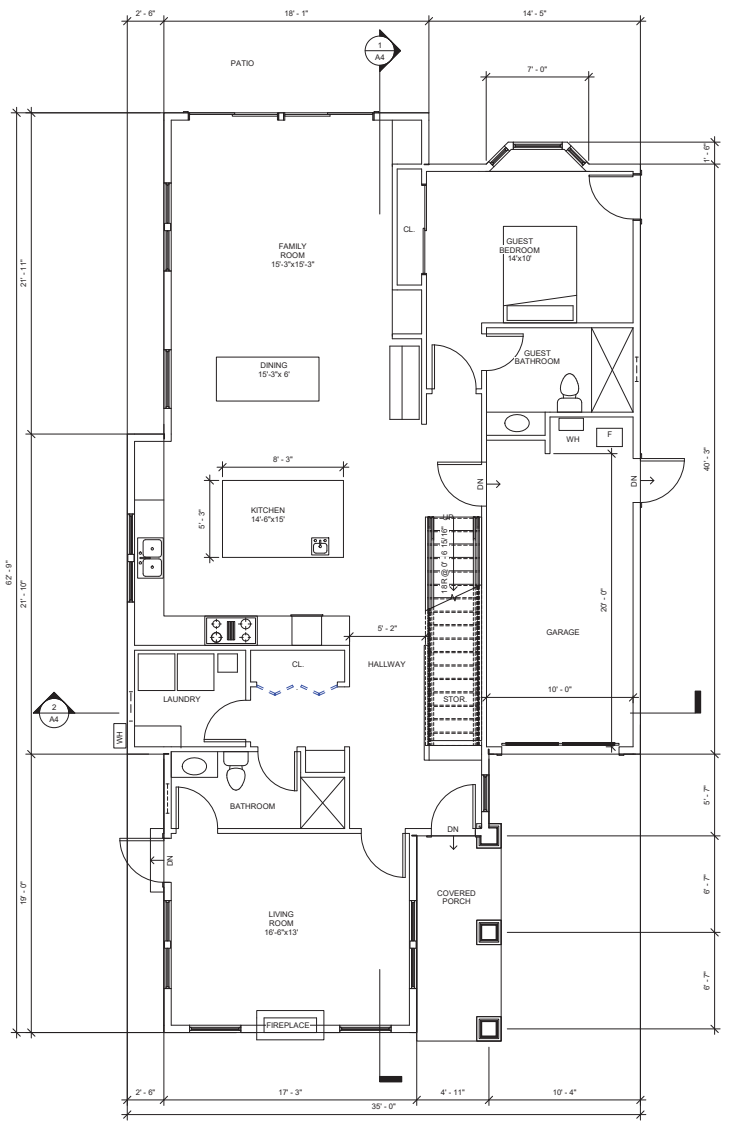 2' - 6"
18' - 1"
14' - 5"
1
A4
PATIO
7' - 0"
1' - 6"
CL.
FAMILY
ROOM
15'-3"x15'-3"
GUEST
BEDROOM
14'x10'
21' - 11"
GUEST
BATHROOM
DINING
15'-3"x 6'
WH
F
40' - 3"
8' - 3"
DN
DN
KITCHEN
14'-6"x15'
5' - 3"
UP
18R @ 0' - 6 15/16"
62' - 9"
21' - 10"
20' - 0"
GARAGE
5' - 2"
CL.
HALLWAY
LAUNDRY
STOR.
10' - 0"
2
A4
WH
BATHROOM
5' - 7"
DN
DN
19' - 0"
6' - 7"
COVERED
PORCH
LIVING
ROOM
16'-6"x13'
6' - 7"
FIREPLACE
2' - 6"
17' - 3"
4' - 11"
10' - 4"
35' - 0"